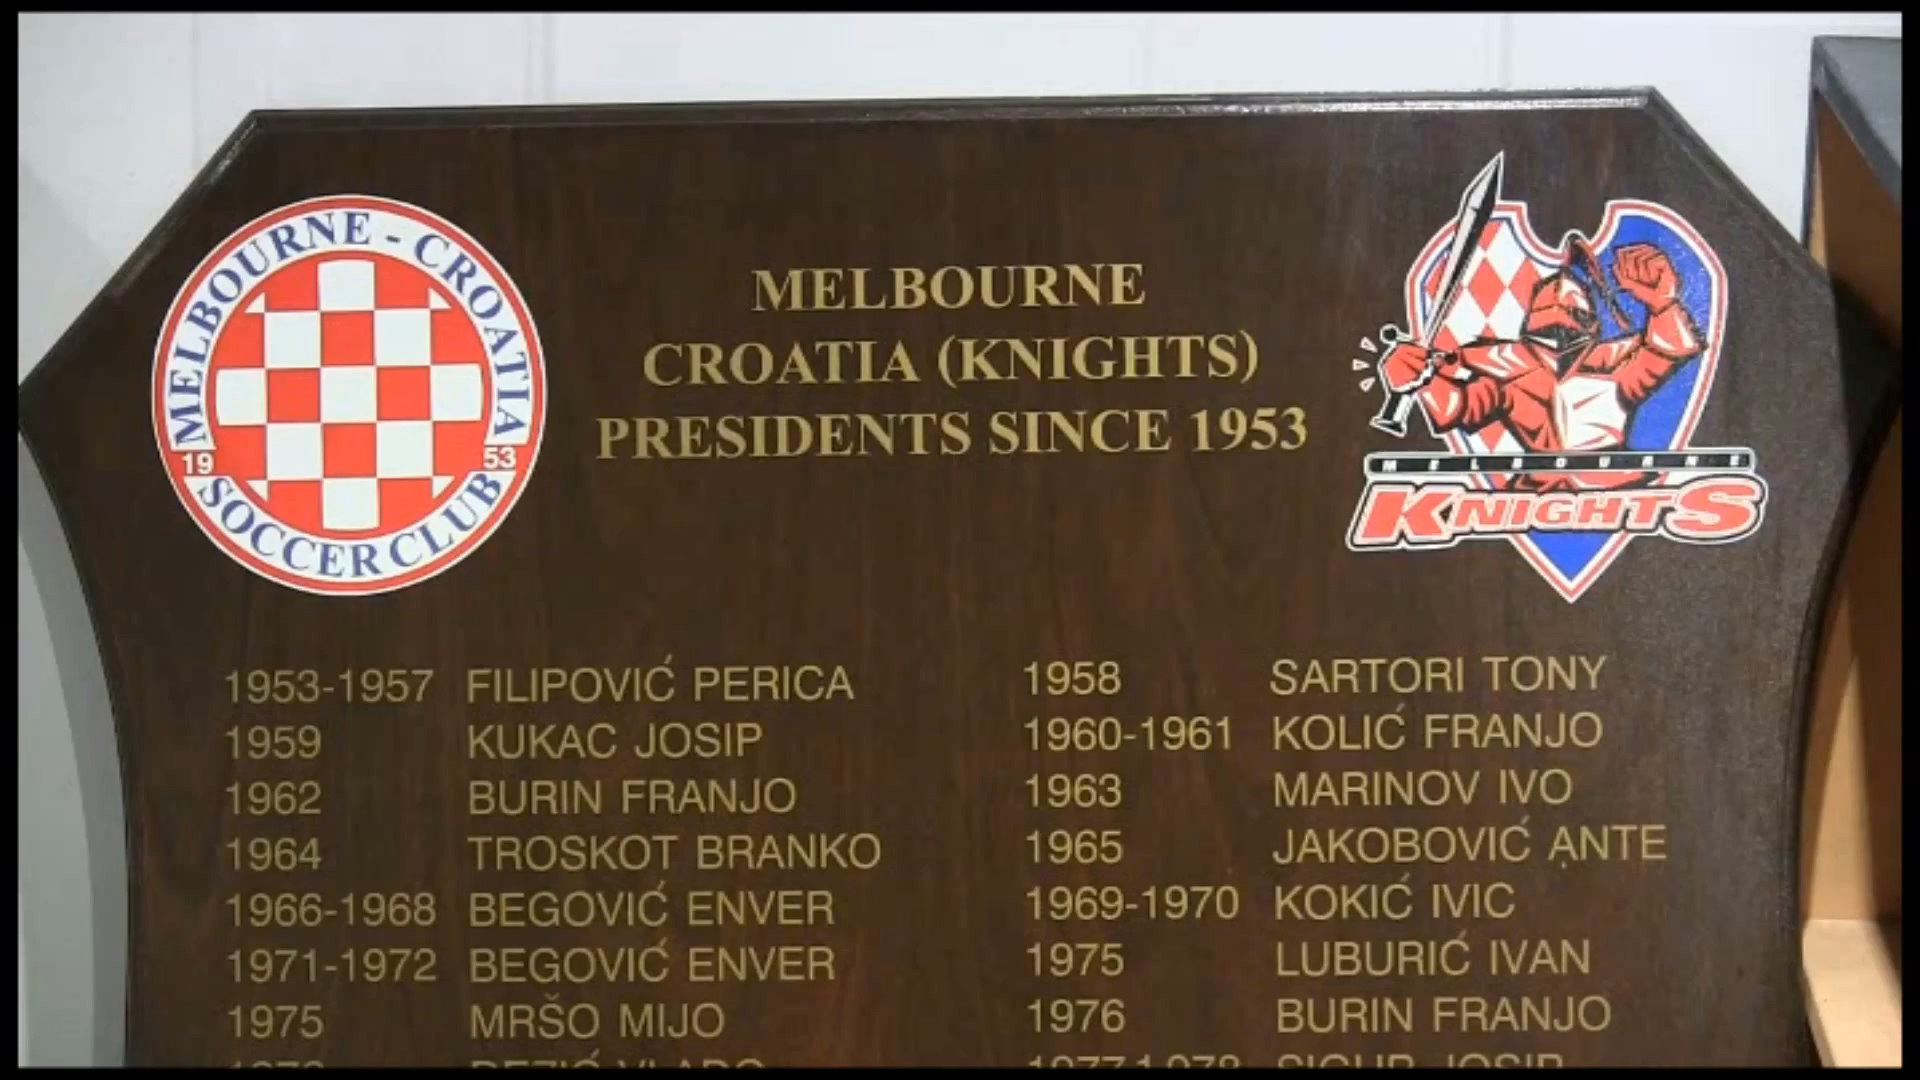 MELBOURNE - CROATIA
19 53
SOCCER CLUB
MELBOURNE
CROATIA (KNIGHTS)
PRESIDENTS SINCE 1953
MELBOURNE
KNIGHTS
1953-1957 FILIPOVIĆ PERICA 1958 SARTORI TONY
1959 KUKAC JOSIP 1960-1961 KOLIĆ FRANJO
1962 BURIN FRANJO 1963 MARINOV IVO
1964 TROSKOT BRANKO 1965 JAKOBOVIĆ ANTE
1966-1968 BEGOVIĆ ENVER 1969-1970 KOKIĆ IVIC
1971-1972 BEGOVIĆ ENVER 1975 LUBURIĆ IVAN
1975 MRŠO MIJO 1976 BURIN FRANJO